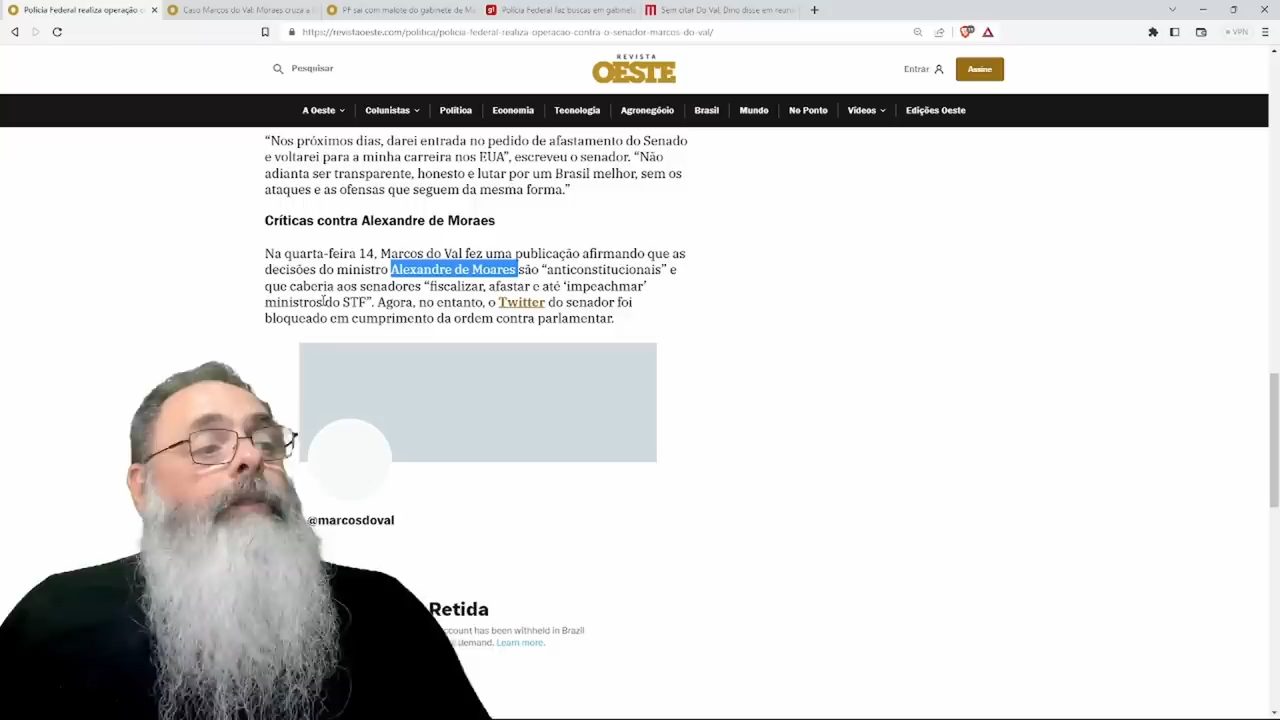 Polícia Federal realiza operação c
Caso Marcos do Val: Moraes cruza a
PF sai com malote do gabinete de Ma
Polícia Federal faz buscas em gabinete
Sem citar Do Val, Dino disse em reun
https://revistaoeste.com/politica/policia-federal-realiza-operacao-contra-o-senador-marcos-do-val/
VPN
Pesquisar
REVISTA
OESTE
Entrar
Assine
A Oeste
Colunistas
Política
Economia
Tecnologia
Agronegócio
Brasil
Mundo
No Ponto
Vídeos
Edições Oeste
“Nos próximos dias, darei entrada no pedido de afastamento do Senado
e voltarei para a minha carreira nos EUA”, escreveu o senador. “Não
adianta ser transparente, honesto e lutar por um Brasil melhor, sem os
ataques e as ofensas que seguem da mesma forma.”
Críticas contra Alexandre de Moraes
Na quarta-feira 14, Marcos do Val fez uma publicação afirmando que as
decisões do ministro Alexandre de Moares são “anticonstitucionais” e
que caberia aos senadores “fiscalizar, afastar e até ‘impeachmar’
ministros do STF”. Agora, no entanto, o Twitter do senador foi
bloqueado em cumprimento da ordem contra parlamentar.
@marcosdoval
Retida
ccount has been withheld in Brazil
demand. Learn more.